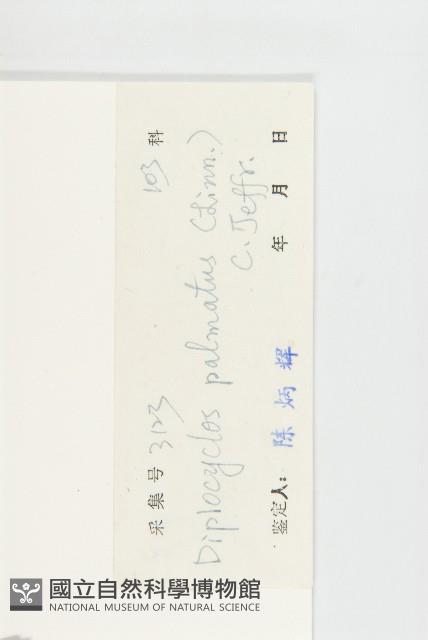 采集号 3123 103 科
Diplocyclos palmatus (Linn.)
C. Jeffr.
鉴定人: 陈炳辉 年 月 日
國立自然科學博物館
NATIONAL MUSEUM OF NATURAL SCIENCE